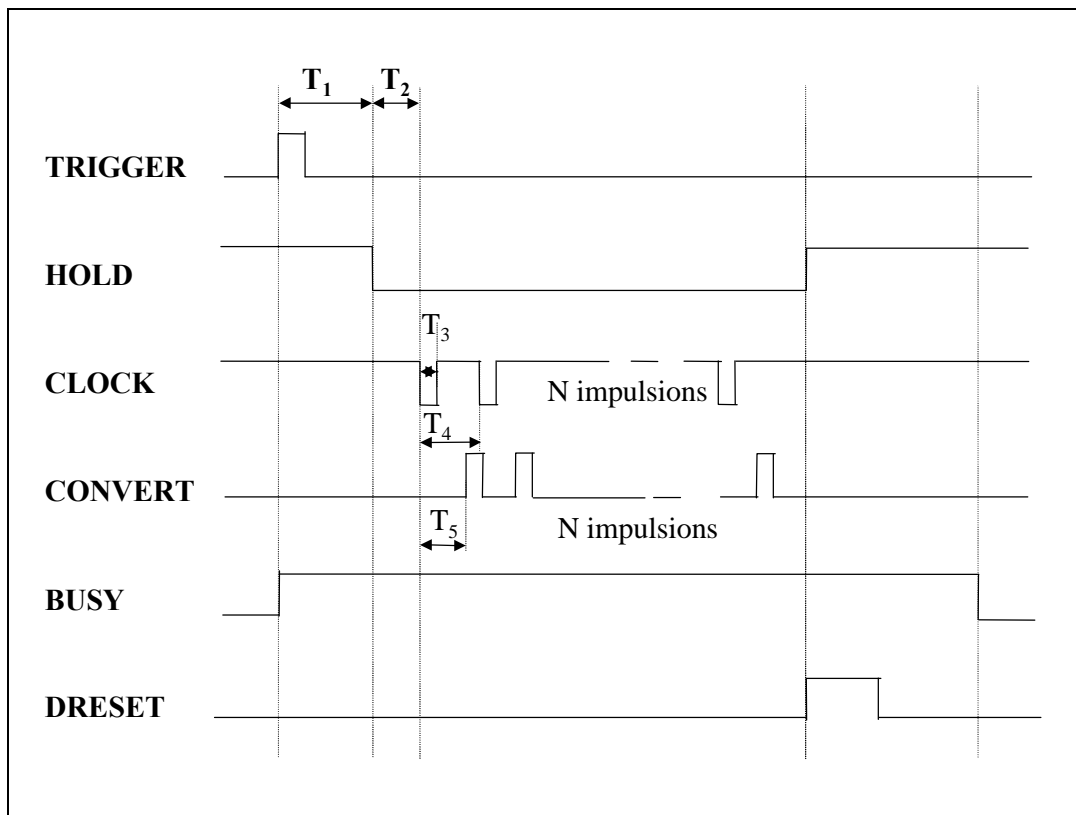 T1 T2
TRIGGER
HOLD
T3
CLOCK
N impulsions
T4
CONVERT
T5
N impulsions
BUSY
DRESET